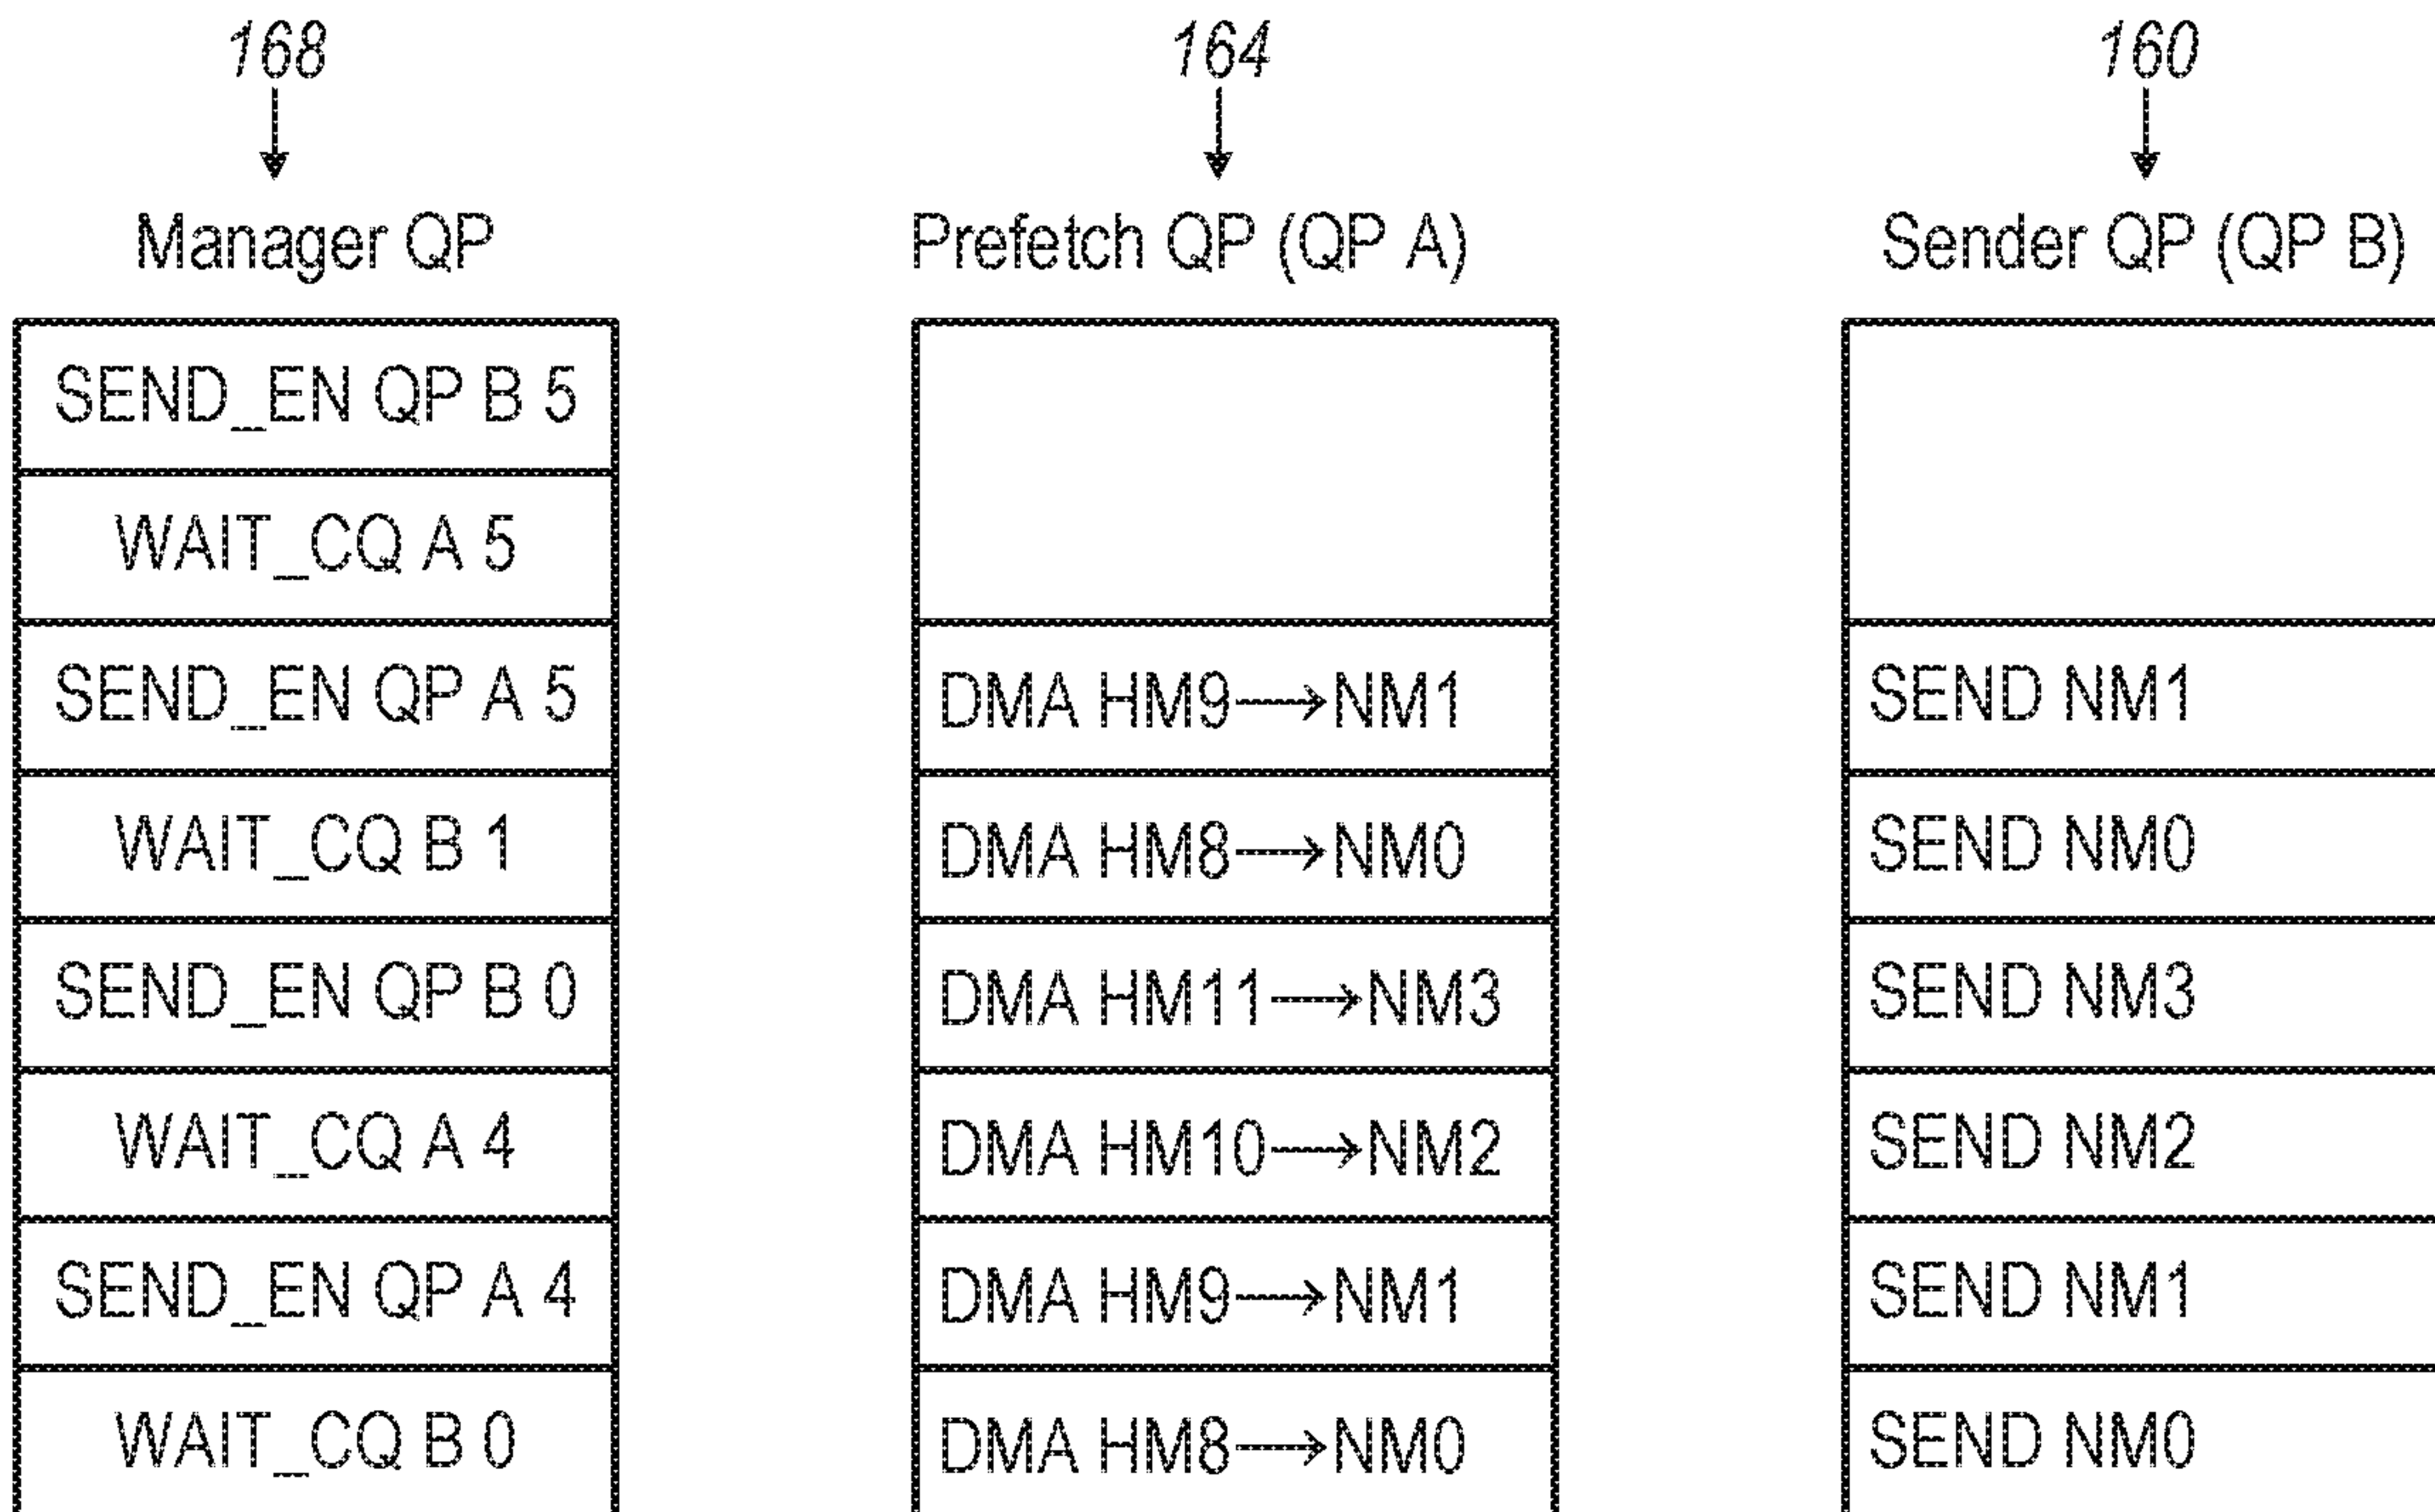 168
Manager QP
SEND_EN QP B 5
WAIT_CQ A 5
SEND_EN QP A 5
WAIT_CQ B 1
SEND_EN QP B 0
WAIT_CQ A 4
SEND_EN QP A 4
WAIT_CQ B 0
164
Prefetch QP (QP A)
DMA HM9→NM1
DMA HM8→NM0
DMA HM11→NM3
DMA HM10→NM2
DMA HM9→NM1
DMA HM8→NM0
160
Sender QP (QP B)
SEND NM1
SEND NM0
SEND NM3
SEND NM2
SEND NM1
SEND NM0